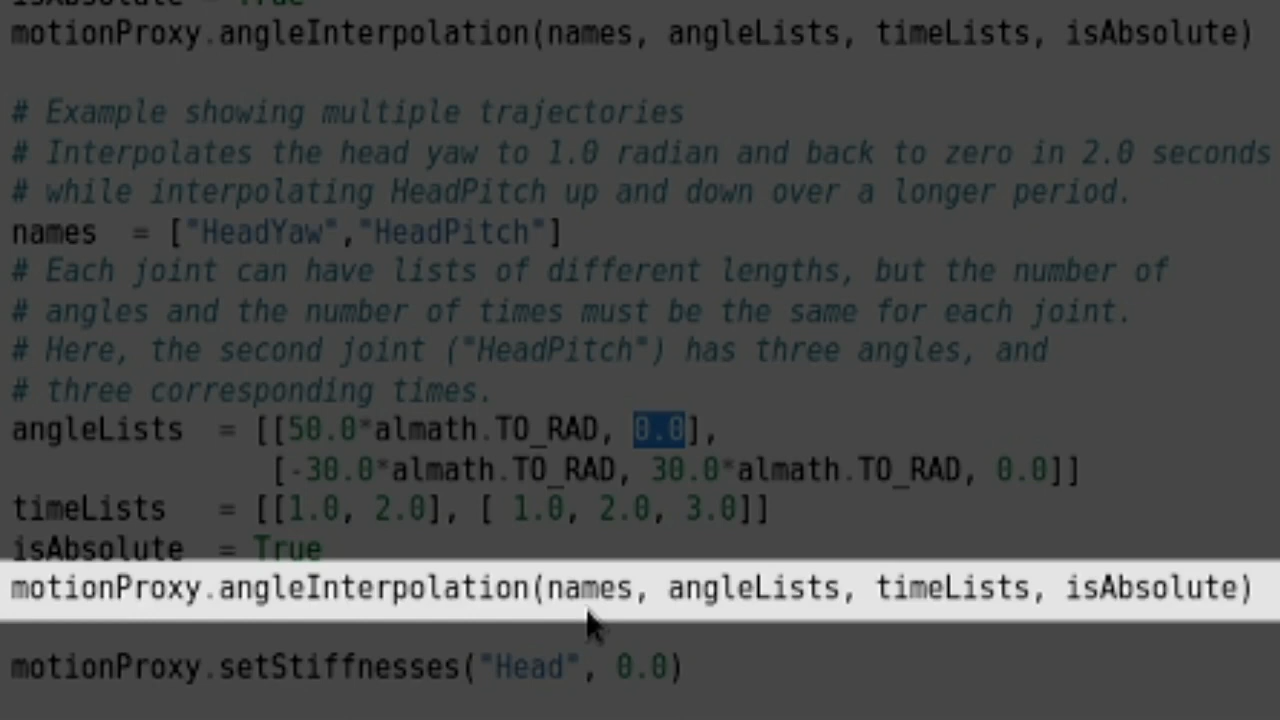 isAbsolute = True
motionProxy.angleInterpolation(names, angleLists, timeLists, isAbsolute)
# Example showing multiple trajectories
# Interpolates the head yaw to 1.0 radian and back to zero in 2.0 seconds
# while interpolating HeadPitch up and down over a longer period.
names  = ["HeadYaw","HeadPitch"]
# Each joint can have lists of different lengths, but the number of
# angles and the number of times must be the same for each joint.
# Here, the second joint ("HeadPitch") has three angles, and
# three corresponding times.
angleLists  = [[50.0*almath.TO_RAD, 0.0],
[-30.0*almath.TO_RAD, 30.0*almath.TO_RAD, 0.0]]
timeLists   = [[1.0, 2.0], [ 1.0, 2.0, 3.0]]
isAbsolute  = True
motionProxy.angleInterpolation(names, angleLists, timeLists, isAbsolute)
motionProxy.setStiffnesses("Head", 0.0)